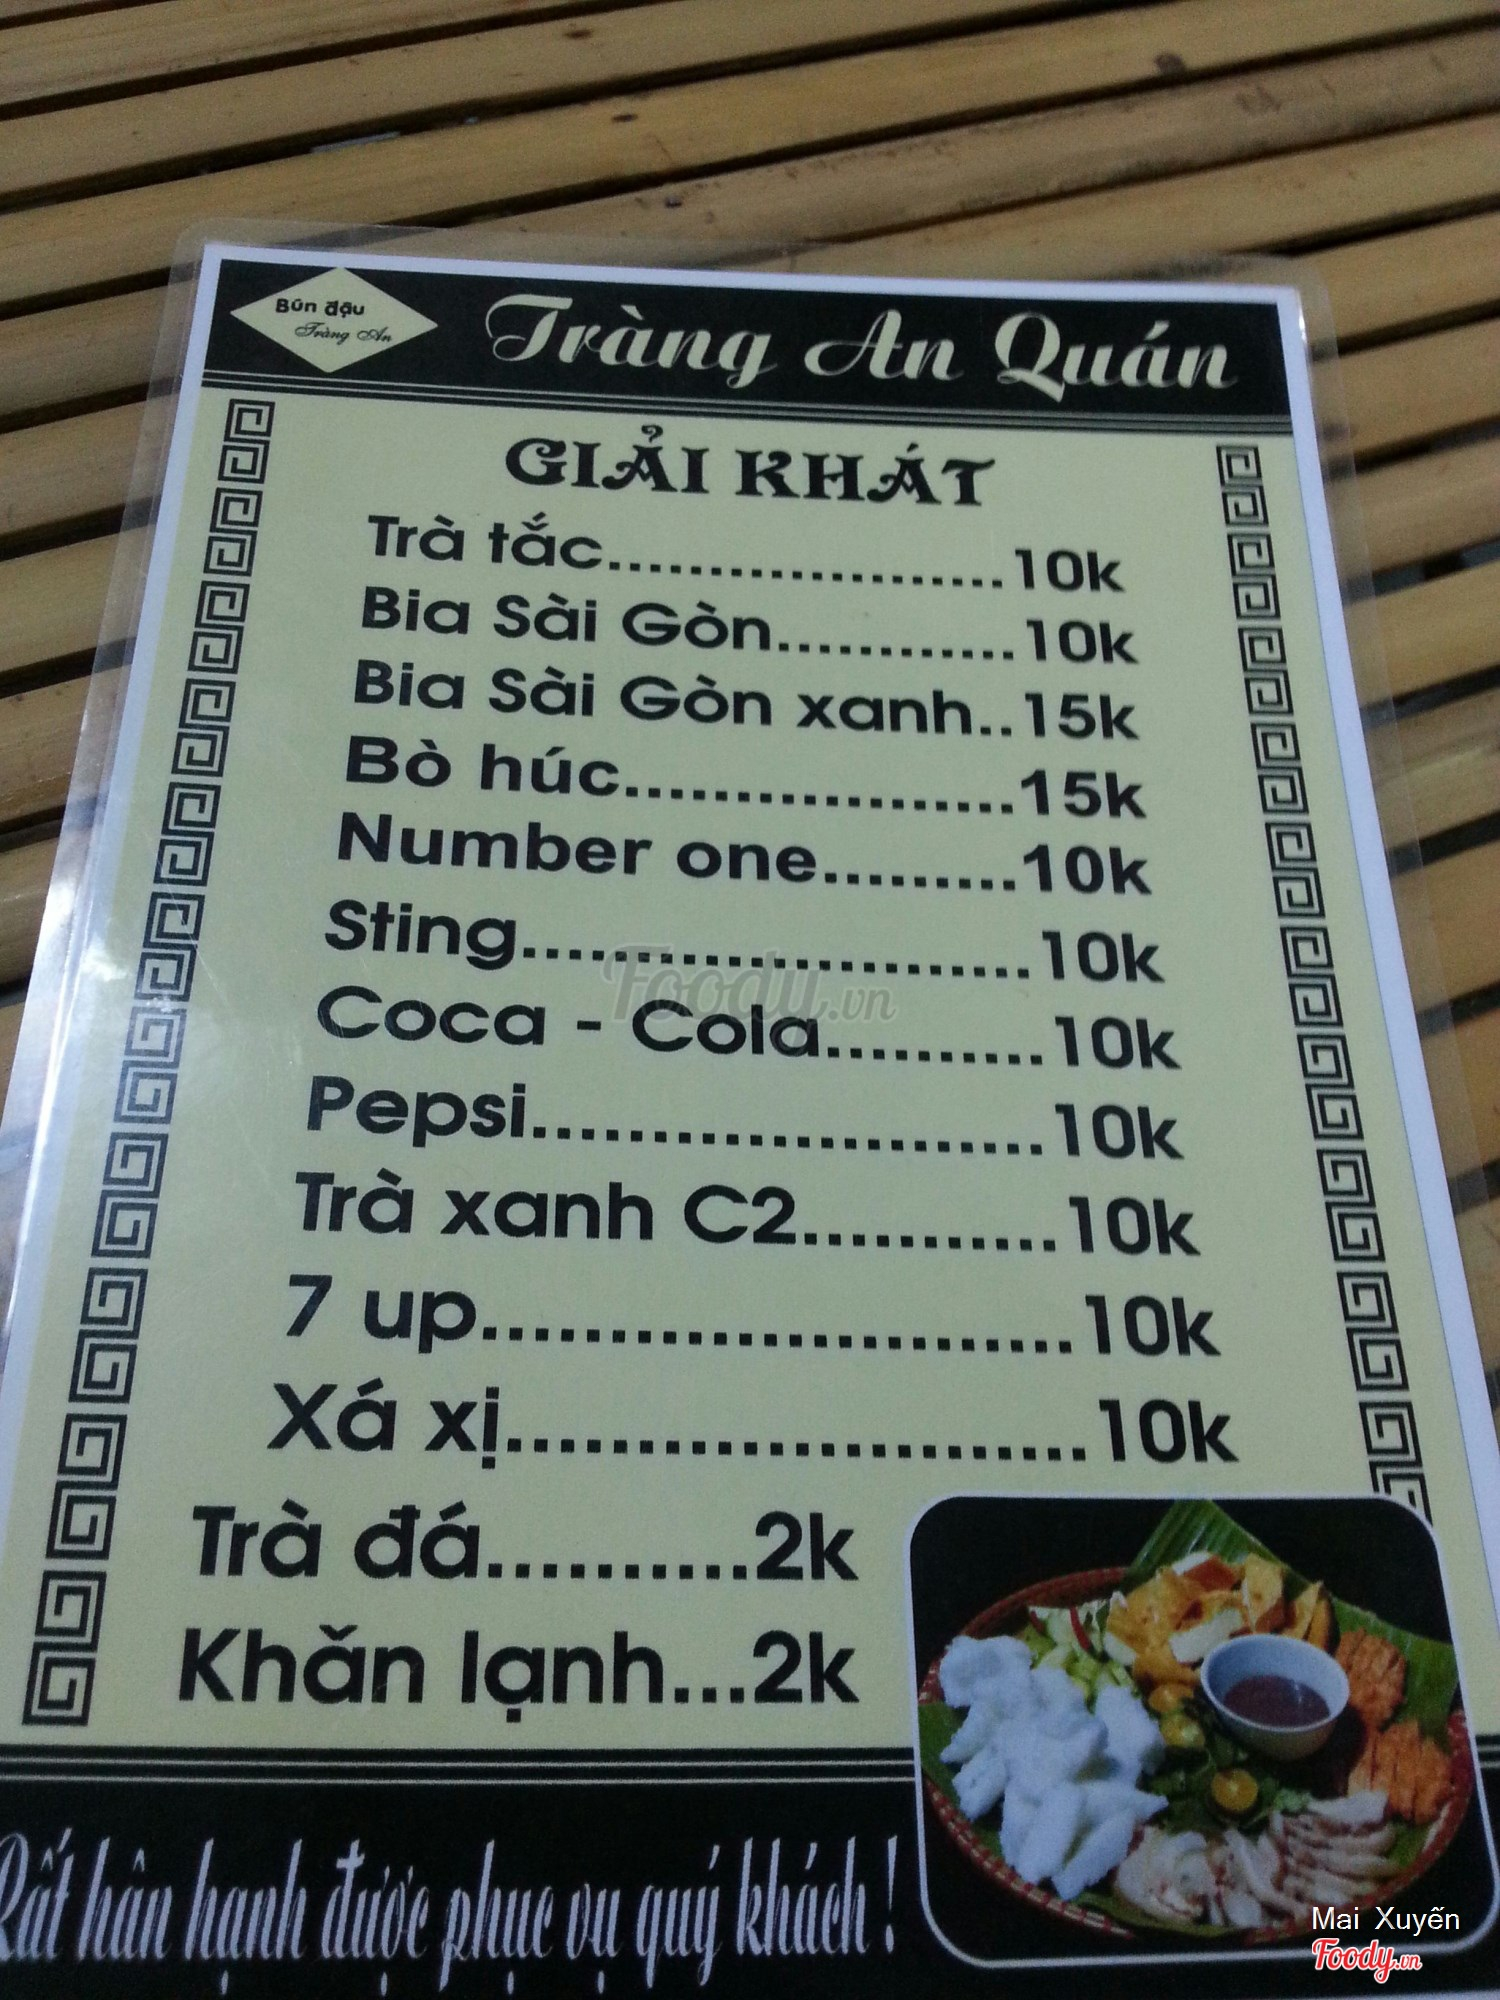 Bún đậu
Tràng An
Tràng An Quán
GIẢI KHÁT
Trà tắc....................10k
Bia Sài Gòn............10k
Bia Sài Gòn xanh..15k
Bò húc..................15k
Number one.........10k
Sting.......................10k
Coca - Cola..........10k
Pepsi......................10k
Trà xanh C2...........10k
7 up........................10k
Xá xị.......................10k
Trà đá..........2k
Khăn lạnh...2k
Rất hân hạnh được phục vụ quý khách !
Foody.vn
Mai Xuyến
Foody.vn